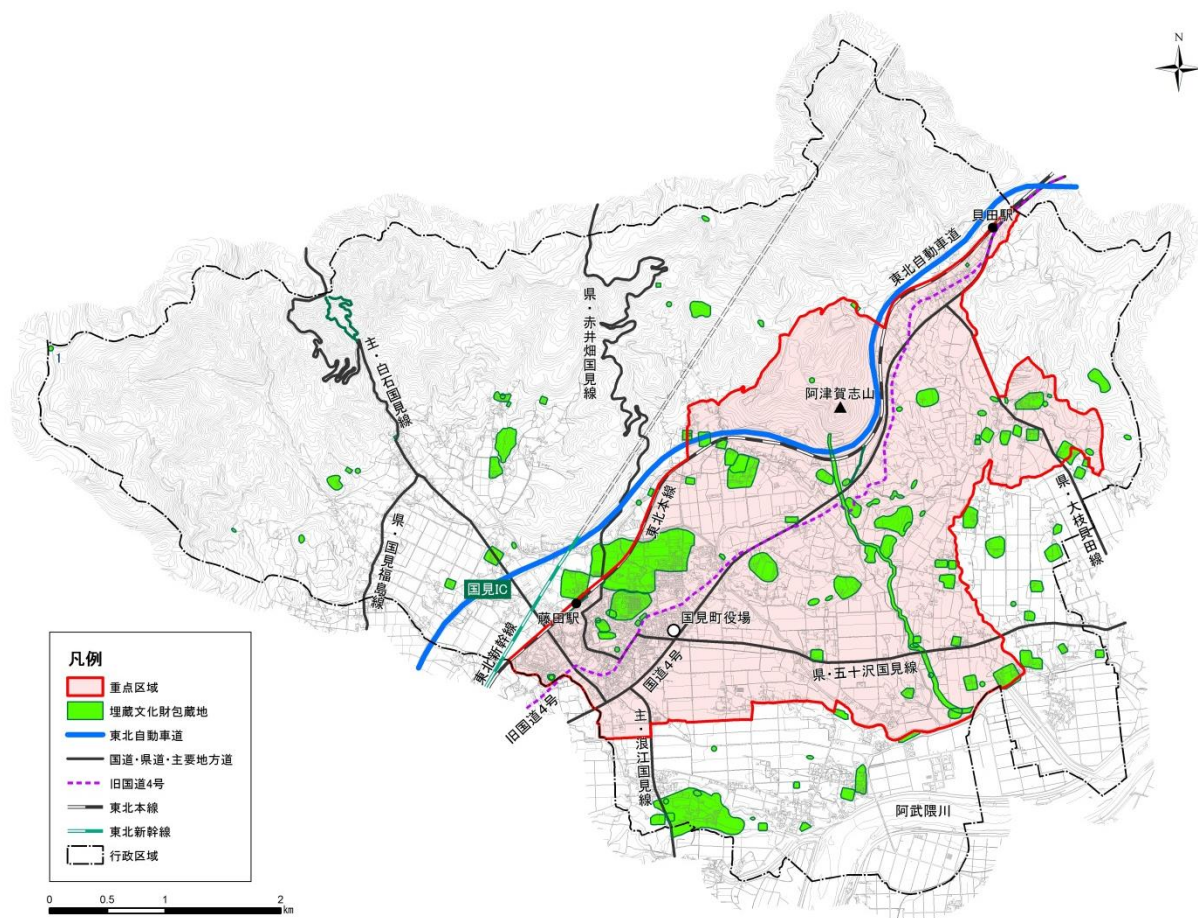 N
貝田駅
東北自動車道
県・赤井畑国見線
主・白石国見線
1
阿津賀志山
東北本線
県・大枝貝田線
県・国見福島線
国見IC
藤田駅
国見町役場
東北新幹線
国道4号
県・五十沢国見線
旧国道4号
主・浪江国見線
阿武隈川
凡例
重点区域
埋蔵文化財包蔵地
東北自動車道
国道・県道・主要地方道
旧国道4号
東北本線
東北新幹線
行政区域
0 0.5 1 2
km